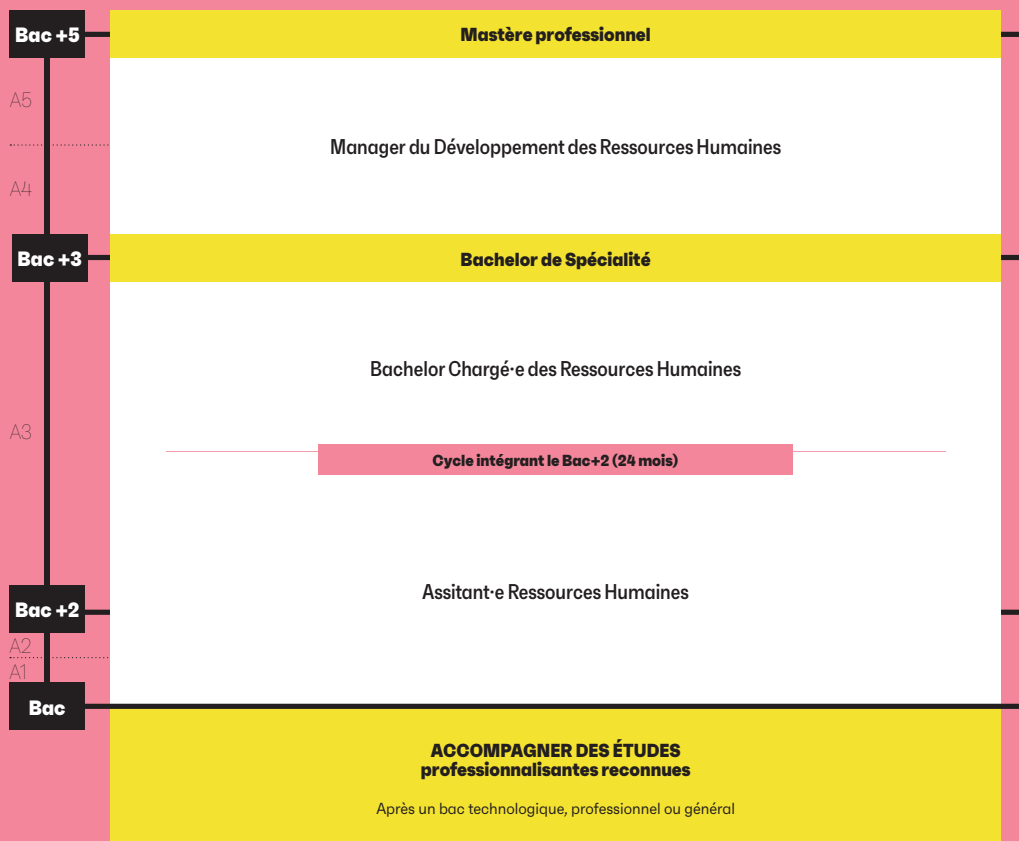 Bac +5
Mastère professionnel
A5
Manager du Développement des Ressources Humaines
A4
Bac +3
Bachelor de Spécialité
Bachelor Chargé·e des Ressources Humaines
A3
Cycle intégrant le Bac+2 (24 mois)
Assitant·e Ressources Humaines
Bac +2
A2
A1
Bac
ACCOMPAGNER DES ÉTUDES
professionnalisantes reconnues
Après un bac technologique, professionnel ou général